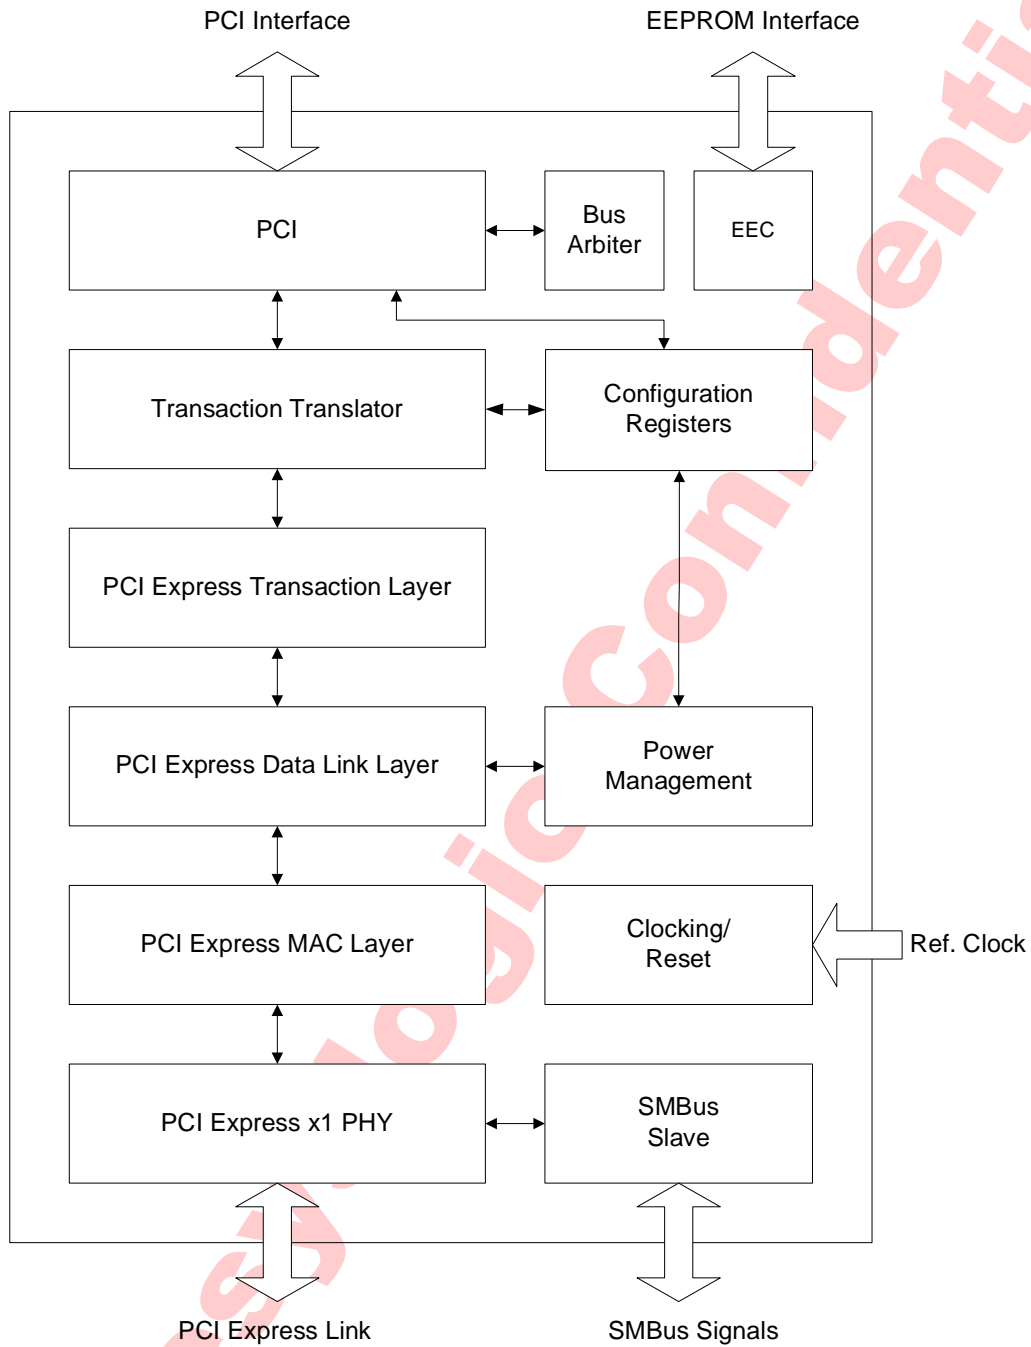 PCI Interface
EEPROM Interface
PCI
Bus
Arbiter
EEC
Transaction Translator
Configuration
Registers
PCI Express Transaction Layer
PCI Express Data Link Layer
Power
Management
PCI Express MAC Layer
Clocking/
Reset
Ref. Clock
PCI Express x1 PHY
SMBus
Slave
PCI Express Link
SMBus Signals